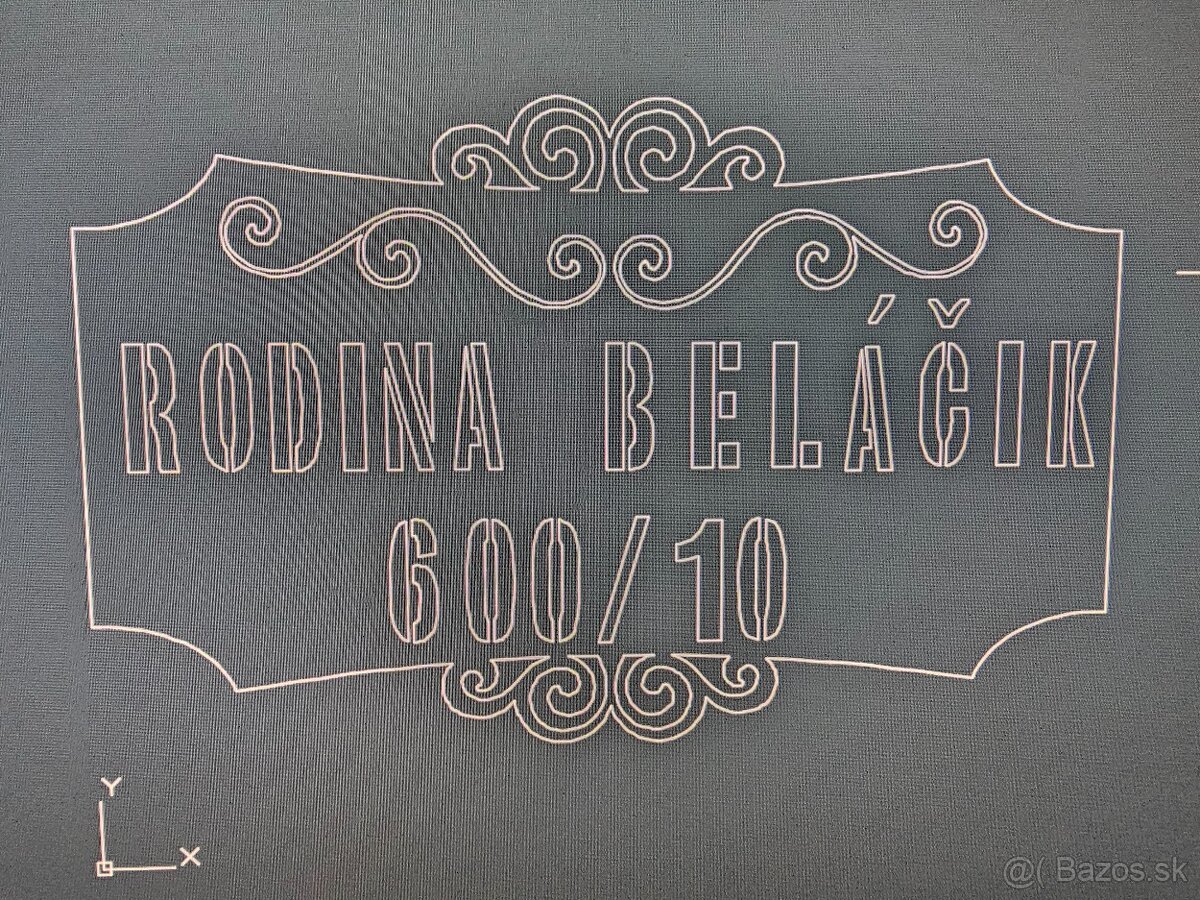 RODINA BELÁČIK
600/10
Y
X
@( Bazos.sk